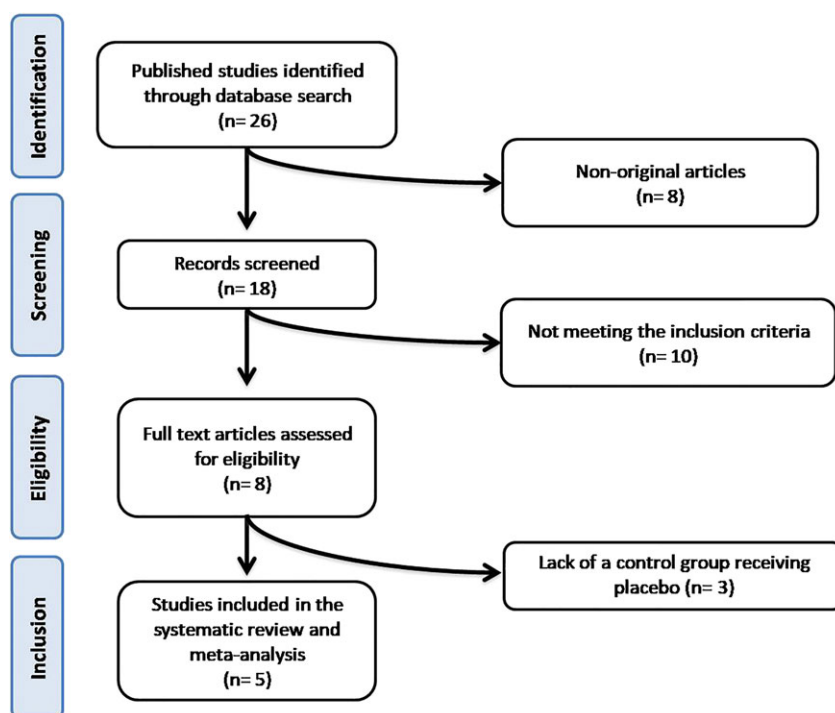 Identification
Published studies identified
through database search
(n= 26)
Non-original articles
(n= 8)
Screening
Records screened
(n= 18)
Not meeting the inclusion criteria
(n= 10)
Eligibility
Full text articles assessed
for eligibility
(n= 8)
Lack of a control group receiving
placebo (n= 3)
Inclusion
Studies included in the
systematic review and
meta-analysis
(n= 5)